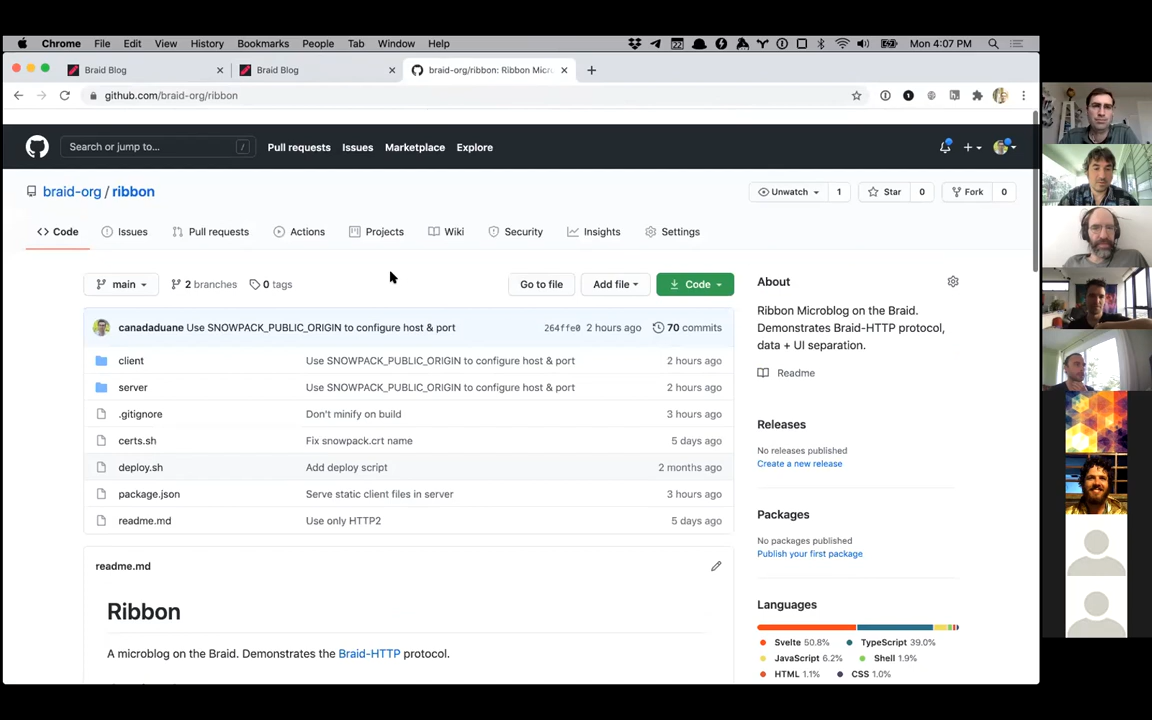 Chrome File Edit View History Bookmarks People Tab Window Help
22
Mon 4:07 PM
Braid Blog
Braid Blog
braid-org/ribbon: Ribbon Micr
github.com/braid-org/ribbon
Search or jump to... /
Pull requests Issues Marketplace Explore
braid-org / ribbon
Unwatch 1 Star 0 Fork 0
Code Issues Pull requests Actions Projects Wiki Security Insights Settings
main 2 branches 0 tags
Go to file Add file Code
canadaduane Use SNOWPACK_PUBLIC_ORIGIN to configure host & port 264ffe0 2 hours ago 70 commits
client Use SNOWPACK_PUBLIC_ORIGIN to configure host & port 2 hours ago
server Use SNOWPACK_PUBLIC_ORIGIN to configure host & port 2 hours ago
.gitignore Don't minify on build 3 hours ago
certs.sh Fix snowpack.crt name 5 days ago
deploy.sh Add deploy script 2 months ago
package.json Serve static client files in server 3 hours ago
readme.md Use only HTTP2 5 days ago
readme.md
Ribbon
A microblog on the Braid. Demonstrates the Braid-HTTP protocol.
About
Ribbon Microblog on the Braid.
Demonstrates Braid-HTTP protocol,
data + UI separation.
Readme
Releases
No releases published
Create a new release
Packages
No packages published
Publish your first package
Languages
Svelte 50.8% TypeScript 39.0%
JavaScript 6.2% Shell 1.9%
HTML 1.1% CSS 1.0%